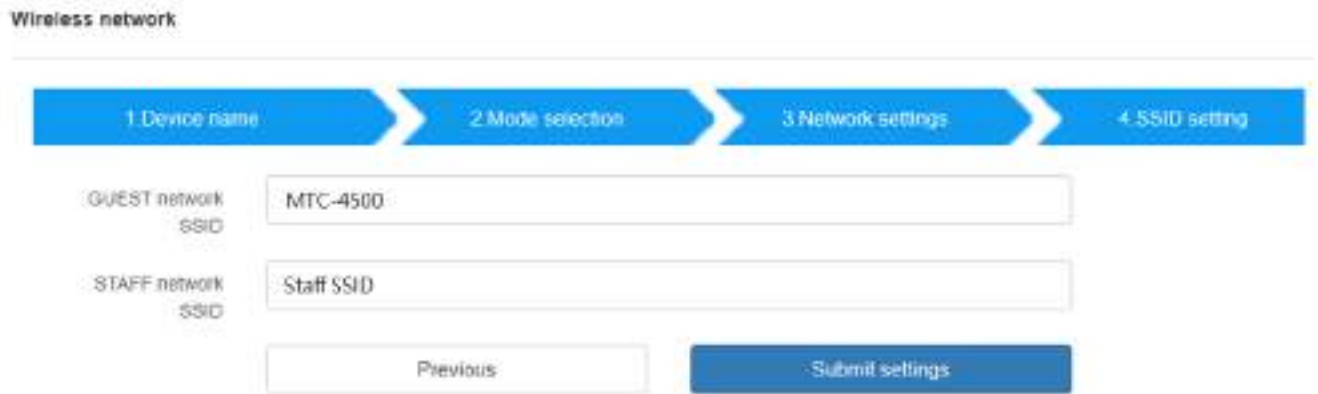 Wireless network
1.Device name 2.Mode selection 3.Network settings 4.SSID setting
GUEST network
SSID
MTC-4500
STAFF network
SSID
Staff SSID
Previous Submit settings